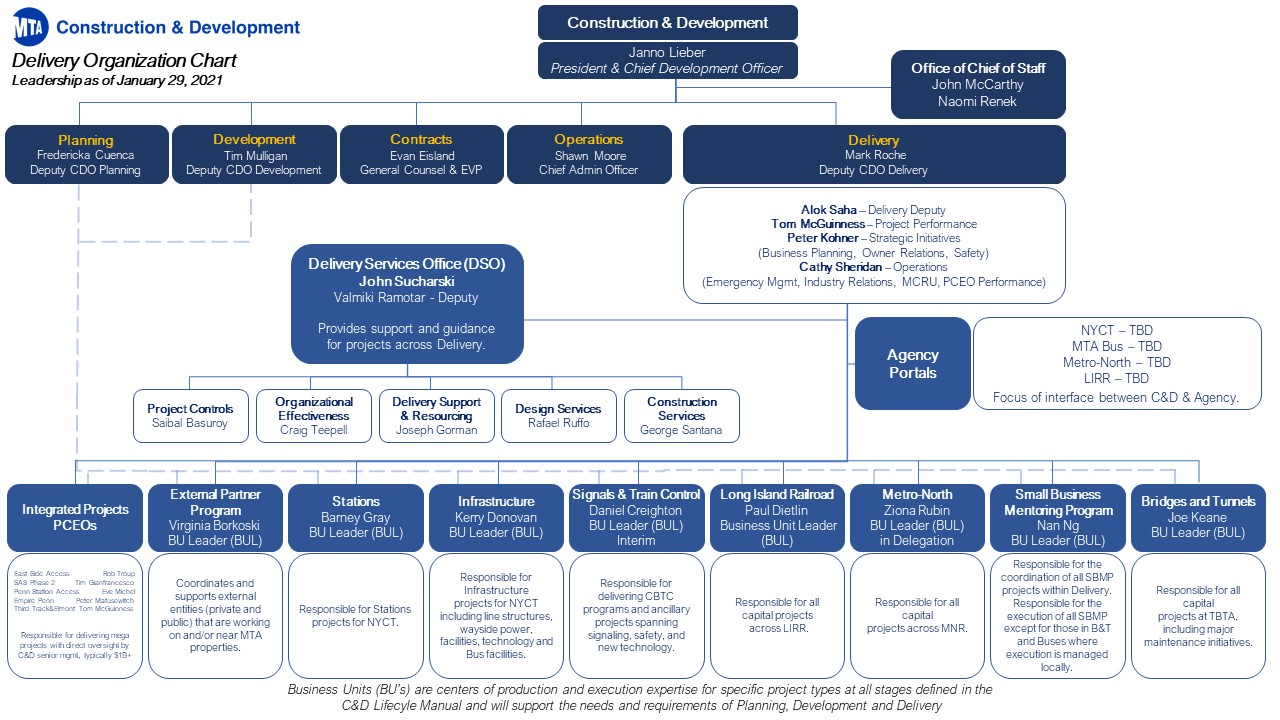 MTA Construction & Development
Delivery Organization Chart
Leadership as of January 29, 2021
Construction & Development
Janno Lieber
President & Chief Development Officer
Office of Chief of Staff
John McCarthy
Naomi Renek
Planning
Fredericka Cuenca
Deputy CDO Planning
Development
Tim Mulligan
Deputy CDO Development
Contracts
Evan Eisland
General Counsel & EVP
Operations
Shawn Moore
Chief Admin Officer
Delivery
Mark Roche
Deputy CDO Delivery
Alok Saha – Delivery Deputy
Tom McGuinness – Project Performance
Peter Kohner – Strategic Initiatives
(Business Planning, Owner Relations, Safety)
Cathy Sheridan – Operations
(Emergency Mgmt, Industry Relations, MCRU, PCEO Performance)
Delivery Services Office (DSO)
John Sucharski
Valmiki Ramotar - Deputy
Provides support and guidance
for projects across Delivery.
Agency
Portals
NYCT – TBD
MTA Bus – TBD
Metro-North – TBD
LIRR – TBD
Focus of interface between C&D & Agency.
Project Controls
Saibal Basuroy
Organizational
Effectiveness
Craig Teepell
Delivery Support
& Resourcing
Joseph Gorman
Design Services
Rafael Ruffo
Construction
Services
George Santana
Integrated Projects
PCEOs
External Partner
Program
Virginia Borkoski
BU Leader (BUL)
Stations
Barney Gray
BU Leader (BUL)
Infrastructure
Kerry Donovan
BU Leader (BUL)
Signals & Train Control
Daniel Creighton
BU Leader (BUL)
Interim
Long Island Railroad
Paul Dietlin
Business Unit Leader
(BUL)
Metro-North
Ziona Rubin
BU Leader (BUL)
in Delegation
Small Business
Mentoring Program
Nan Ng
BU Leader (BUL)
Bridges and Tunnels
Joe Keane
BU Leader (BUL)
East Side Access Rob Troup
SAS Phase 2 Tim Gianfrancesco
Penn Station Access Eve Michel
Empire Penn Peter Matusewitch
Third Track&Elmont Tom McGuinness
Responsible for delivering mega
projects with direct oversight by
C&D senior mgmt, typically $1B+
Coordinates and
supports external
entities (private and
public) that are working
on and/or near MTA
properties.
Responsible for Stations
projects for NYCT.
Responsible for
Infrastructure
projects for NYCT
including line structures,
wayside power,
facilities, technology and
Bus facilities.
Responsible for
delivering CBTC
programs and ancillary
projects spanning
signaling, safety, and
new technology.
Responsible for all
capital projects
across LIRR.
Responsible for all
capital
projects across MNR.
Responsible for the
coordination of all SBMP
projects within Delivery.
Responsible for the
execution of all SBMP
except for those in B&T
and Buses where
execution is managed
locally.
Responsible for all
capital
projects at TBTA,
including major
maintenance initiatives.
Business Units (BU's) are centers of production and execution expertise for specific project types at all stages defined in the
C&D Lifecyle Manual and will support the needs and requirements of Planning, Development and Delivery